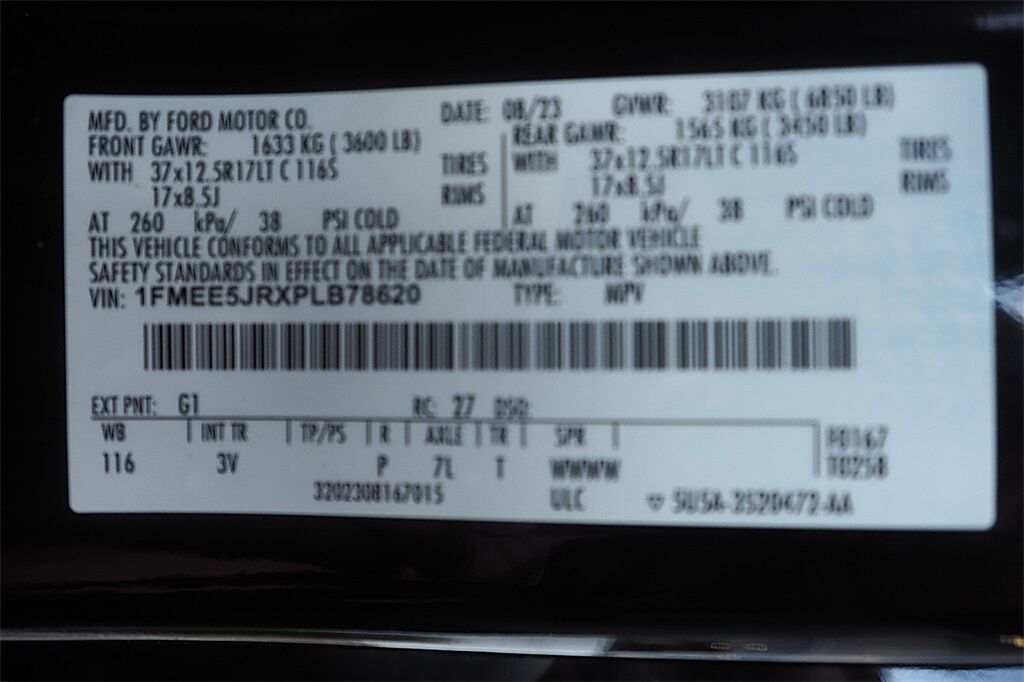 MFD. BY FORD MOTOR CO.
DATE: 08/23 GVWR: 3107 KG ( 6850 LB)
FRONT GAWR: 1633 KG ( 3600 LB)
REAR GAWR: 1565 KG ( 3450 LB)
WITH 37x12.5R17LT C 116S TIRES
WITH 37x12.5R17LT C 116S TIRES
17x8.5J RIMS
17x8.5J RIMS
AT 260 kPa/ 38 PSI COLD
AT 260 kPa/ 38 PSI COLD
THIS VEHICLE CONFORMS TO ALL APPLICABLE FEDERAL MOTOR VEHICLE
SAFETY STANDARDS IN EFFECT ON THE DATE OF MANUFACTURE SHOWN ABOVE.
VIN: 1FMEE5JRXPLB78620 TYPE: MPV
EXT PNT: G1 RC: 27 DSO:
WB INT TR TP/PS R AXLE TR SPR
116 3V P 7L T WWWW
3202308167015 ULC